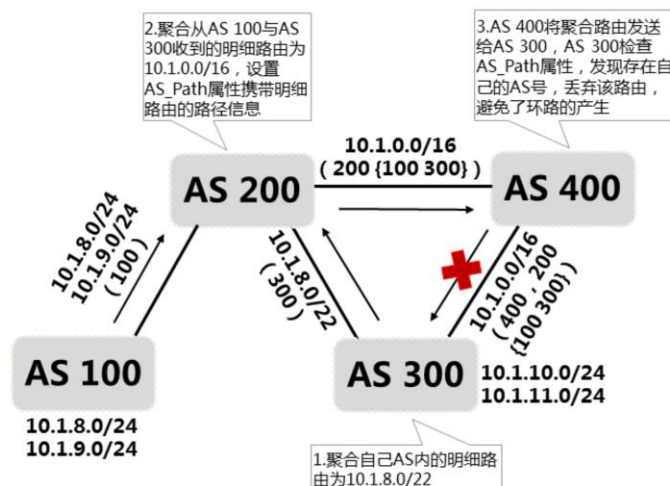 2.聚合从AS 100与AS
300收到的明细路由为
10.1.0.0/16，设置
AS_Path属性携带明细
路由的路径信息
3.AS 400将聚合路由发送
给AS 300，AS 300检查
AS_Path属性，发现存在自
己的AS号，丢弃该路由，
避免了环路的产生
10.1.0.0/16
（200 {100 300}）
AS 200
AS 400
10.1.8.0/24
10.1.9.0/24
（100）
10.1.8.0/22
（300）
10.1.0.0/16
（400，200
{100 300}）
AS 100
AS 300
10.1.10.0/24
10.1.11.0/24
10.1.8.0/24
10.1.9.0/24
1.聚合自己AS内的明细路
由为10.1.8.0/22